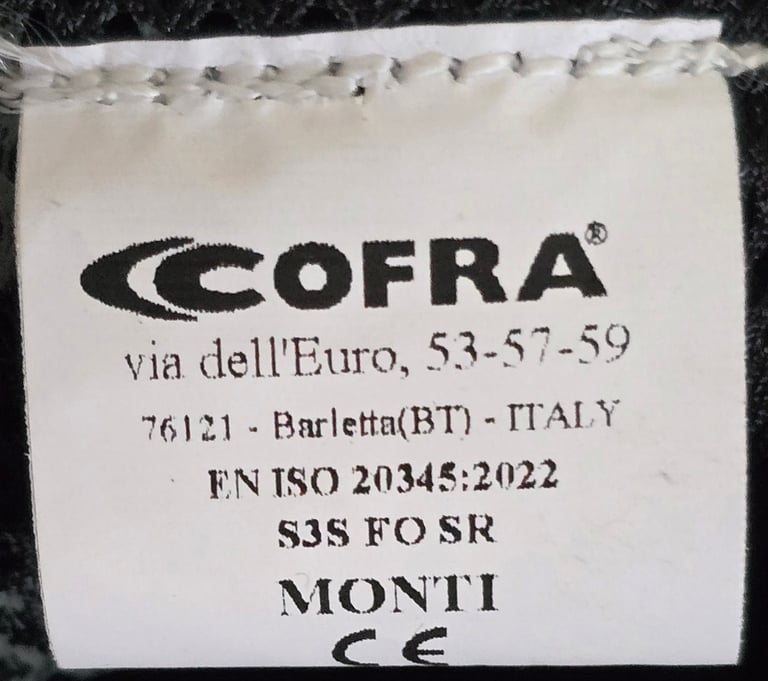 COFRA®
via dell'Euro, 53-57-59
76121 - Barletta(BT) - ITALY
EN ISO 20345:2022
S3S FO SR
MONTI
CE